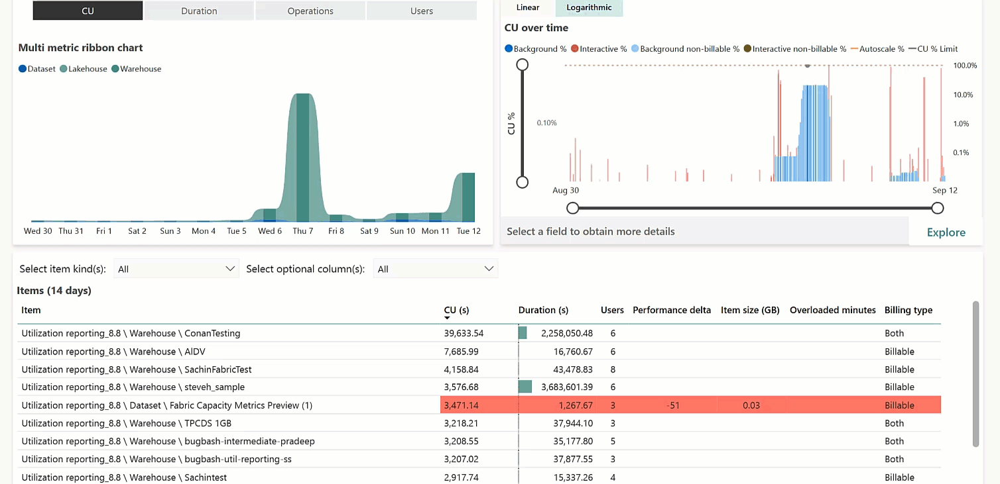 CU Duration Operations Users
Multi metric ribbon chart
Dataset Lakehouse Warehouse
Wed 30 Thu 31 Fri 1 Sat 2 Sun 3 Mon 4 Tue 5 Wed 6 Thu 7 Fri 8 Sat 9 Sun 10 Mon 11 Tue 12
Linear Logarithmic
CU over time
Background % Interactive % Background non-billable % Interactive non-billable % Autoscale % CU % Limit
CU %
0.10%
100.0%
10.0%
1.0%
0.1%
Aug 30 Sep 12
Select a field to obtain more details Explore
Select item kind(s): All Select optional column(s): All
Items (14 days)
Item CU (s) Duration (s) Users Performance delta Item size (GB) Overloaded minutes Billing type
Utilization reporting_8.8 \ Warehouse \ ConanTesting 39,633.54 2,258,050.48 6 Both
Utilization reporting_8.8 \ Warehouse \ AIDV 7,685.99 16,760.67 6 Billable
Utilization reporting_8.8 \ Warehouse \ SachinFabricTest 4,158.84 43,478.83 8 Billable
Utilization reporting_8.8 \ Warehouse \ steveh_sample 3,576.68 3,683,601.39 6 Billable
Utilization reporting_8.8 \ Dataset \ Fabric Capacity Metrics Preview (1) 3,471.14 1,267.67 3 -51 0.03 Billable
Utilization reporting_8.8 \ Warehouse \ TPCDS 1GB 3,218.21 37,944.10 3 Both
Utilization reporting_8.8 \ Warehouse \ bugbash-intermediate-pradeep 3,208.55 35,177.80 5 Both
Utilization reporting_8.8 \ Warehouse \ bugbash-util-reporting-ss 3,207.02 37,877.55 3 Both
Utilization reporting_8.8 \ Warehouse \ Sachintest 2,917.74 15,337.26 4 Billable